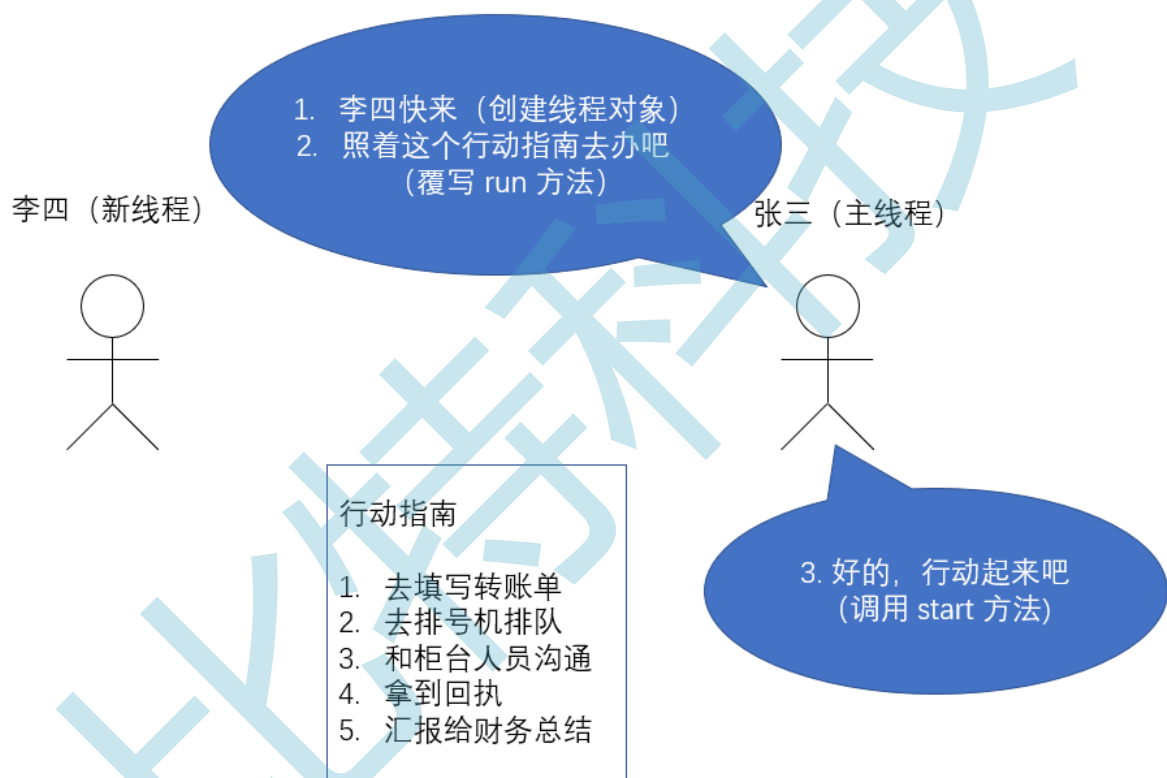 1. 李四快来（创建线程对象）
2. 照着这个行动指南去办吧
（覆写 run 方法）
李四（新线程）
张三（主线程）
行动指南
1. 去填写转账单
2. 去排号机排队
3. 和柜台人员沟通
4. 拿到回执
5. 汇报给财务总结
3. 好的，行动起来吧
（调用 start 方法）
比特科技